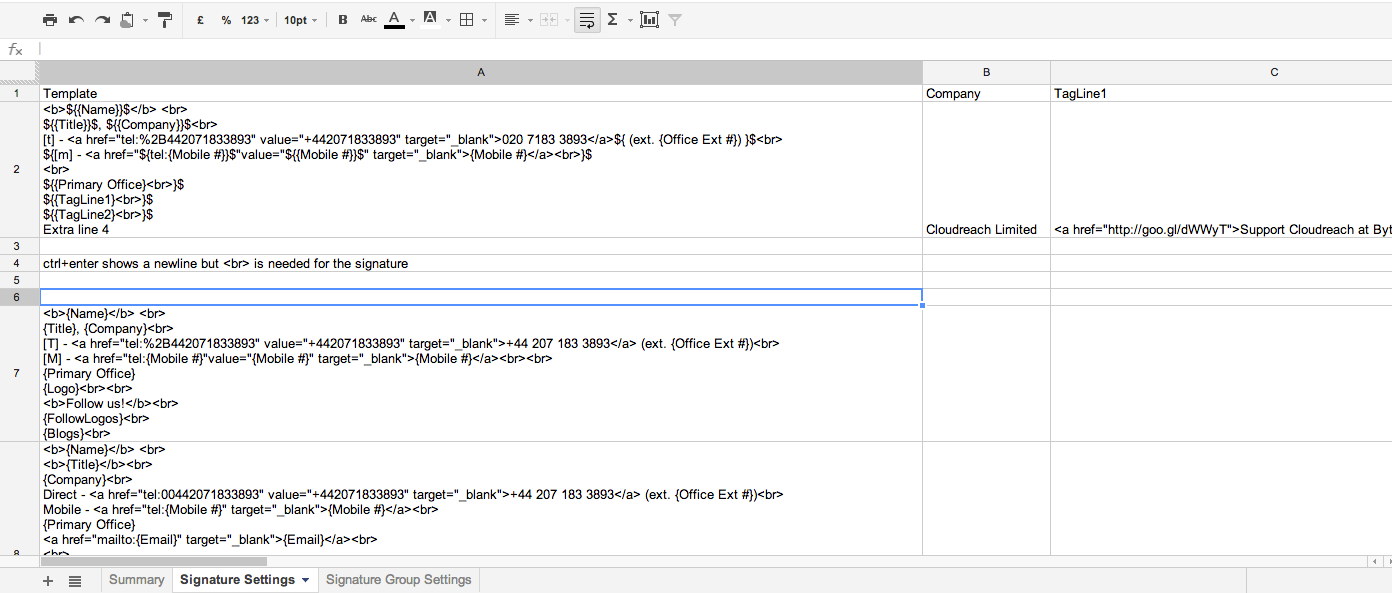 £ % 123 10pt B Abc A A Σ
fx
A B C
1 Template Company TagLine1
<b>${{Name}}$</b> <br>
${{Title}}$, ${{Company}}$<br>
[t] - <a href="tel:%2B442071833893" value="+442071833893" target="_blank">020 7183 3893</a>${ (ext. {Office Ext #}) }$<br>
${[m] - <a href="${tel:{Mobile #}}$"value="${{Mobile #}}$" target="_blank">{Mobile #}</a><br>}$
2 <br>
${{Primary Office}<br>}$
${{TagLine1}<br>}$
${{TagLine2}<br>}$
Extra line 4 Cloudreach Limited <a href="http://goo.gl/dWWyT">Support Cloudreach at Byt
3
4 ctrl+enter shows a newline but <br> is needed for the signature
5
6
<b>{Name}</b> <br>
{Title}, {Company}<br>
[T] - <a href="tel:%2B442071833893" value="+442071833893" target="_blank">+44 207 183 3893</a> (ext. {Office Ext #})<br>
[M] - <a href="tel:{Mobile #}"value="{Mobile #}" target="_blank">{Mobile #}</a><br><br>
7 {Primary Office}
{Logo}<br><br>
<b>Follow us!</b><br>
{FollowLogos}<br>
{Blogs}<br>
<b>{Name}</b> <br>
<b>{Title}</b><br>
{Company}<br>
Direct - <a href="tel:00442071833893" value="+442071833893" target="_blank">+44 207 183 3893</a> (ext. {Office Ext #})<br>
Mobile - <a href="tel:{Mobile #}" target="_blank">{Mobile #}</a><br>
{Primary Office}
<a href="mailto:{Email}" target="_blank">{Email}</a><br>
8 <br>
+ Summary Signature Settings Signature Group Settings